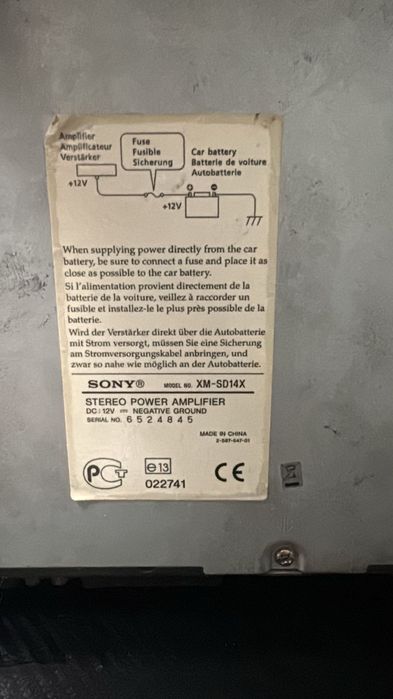 Amplifier
Amplificateur
Verstärker
Fuse
Fusible
Sicherung
Car battery
Batterie de voiture
Autobatterie
+12V
+12V
When supplying power directly from the car
battery, be sure to connect a fuse and place it as
close as possible to the car battery.
Si l'alimentation provient directement de la
batterie de la voiture, veillez à raccorder un
fusible et installez-le le plus près possible de la
batterie.
Wird der Verstärker direkt über die Autobatterie
mit Strom versorgt, müssen Sie eine Sicherung
am Stromversorgungskabel anbringen, und
zwar so nahe wie möglich an der Autobatterie.
SONY® MODEL NO. XM-SD14X
STEREO POWER AMPLIFIER
DC 12V ⎓ NEGATIVE GROUND
SERIAL NO. 6524845
MADE IN CHINA
2-587-647-01
PCT e13 CE
022741